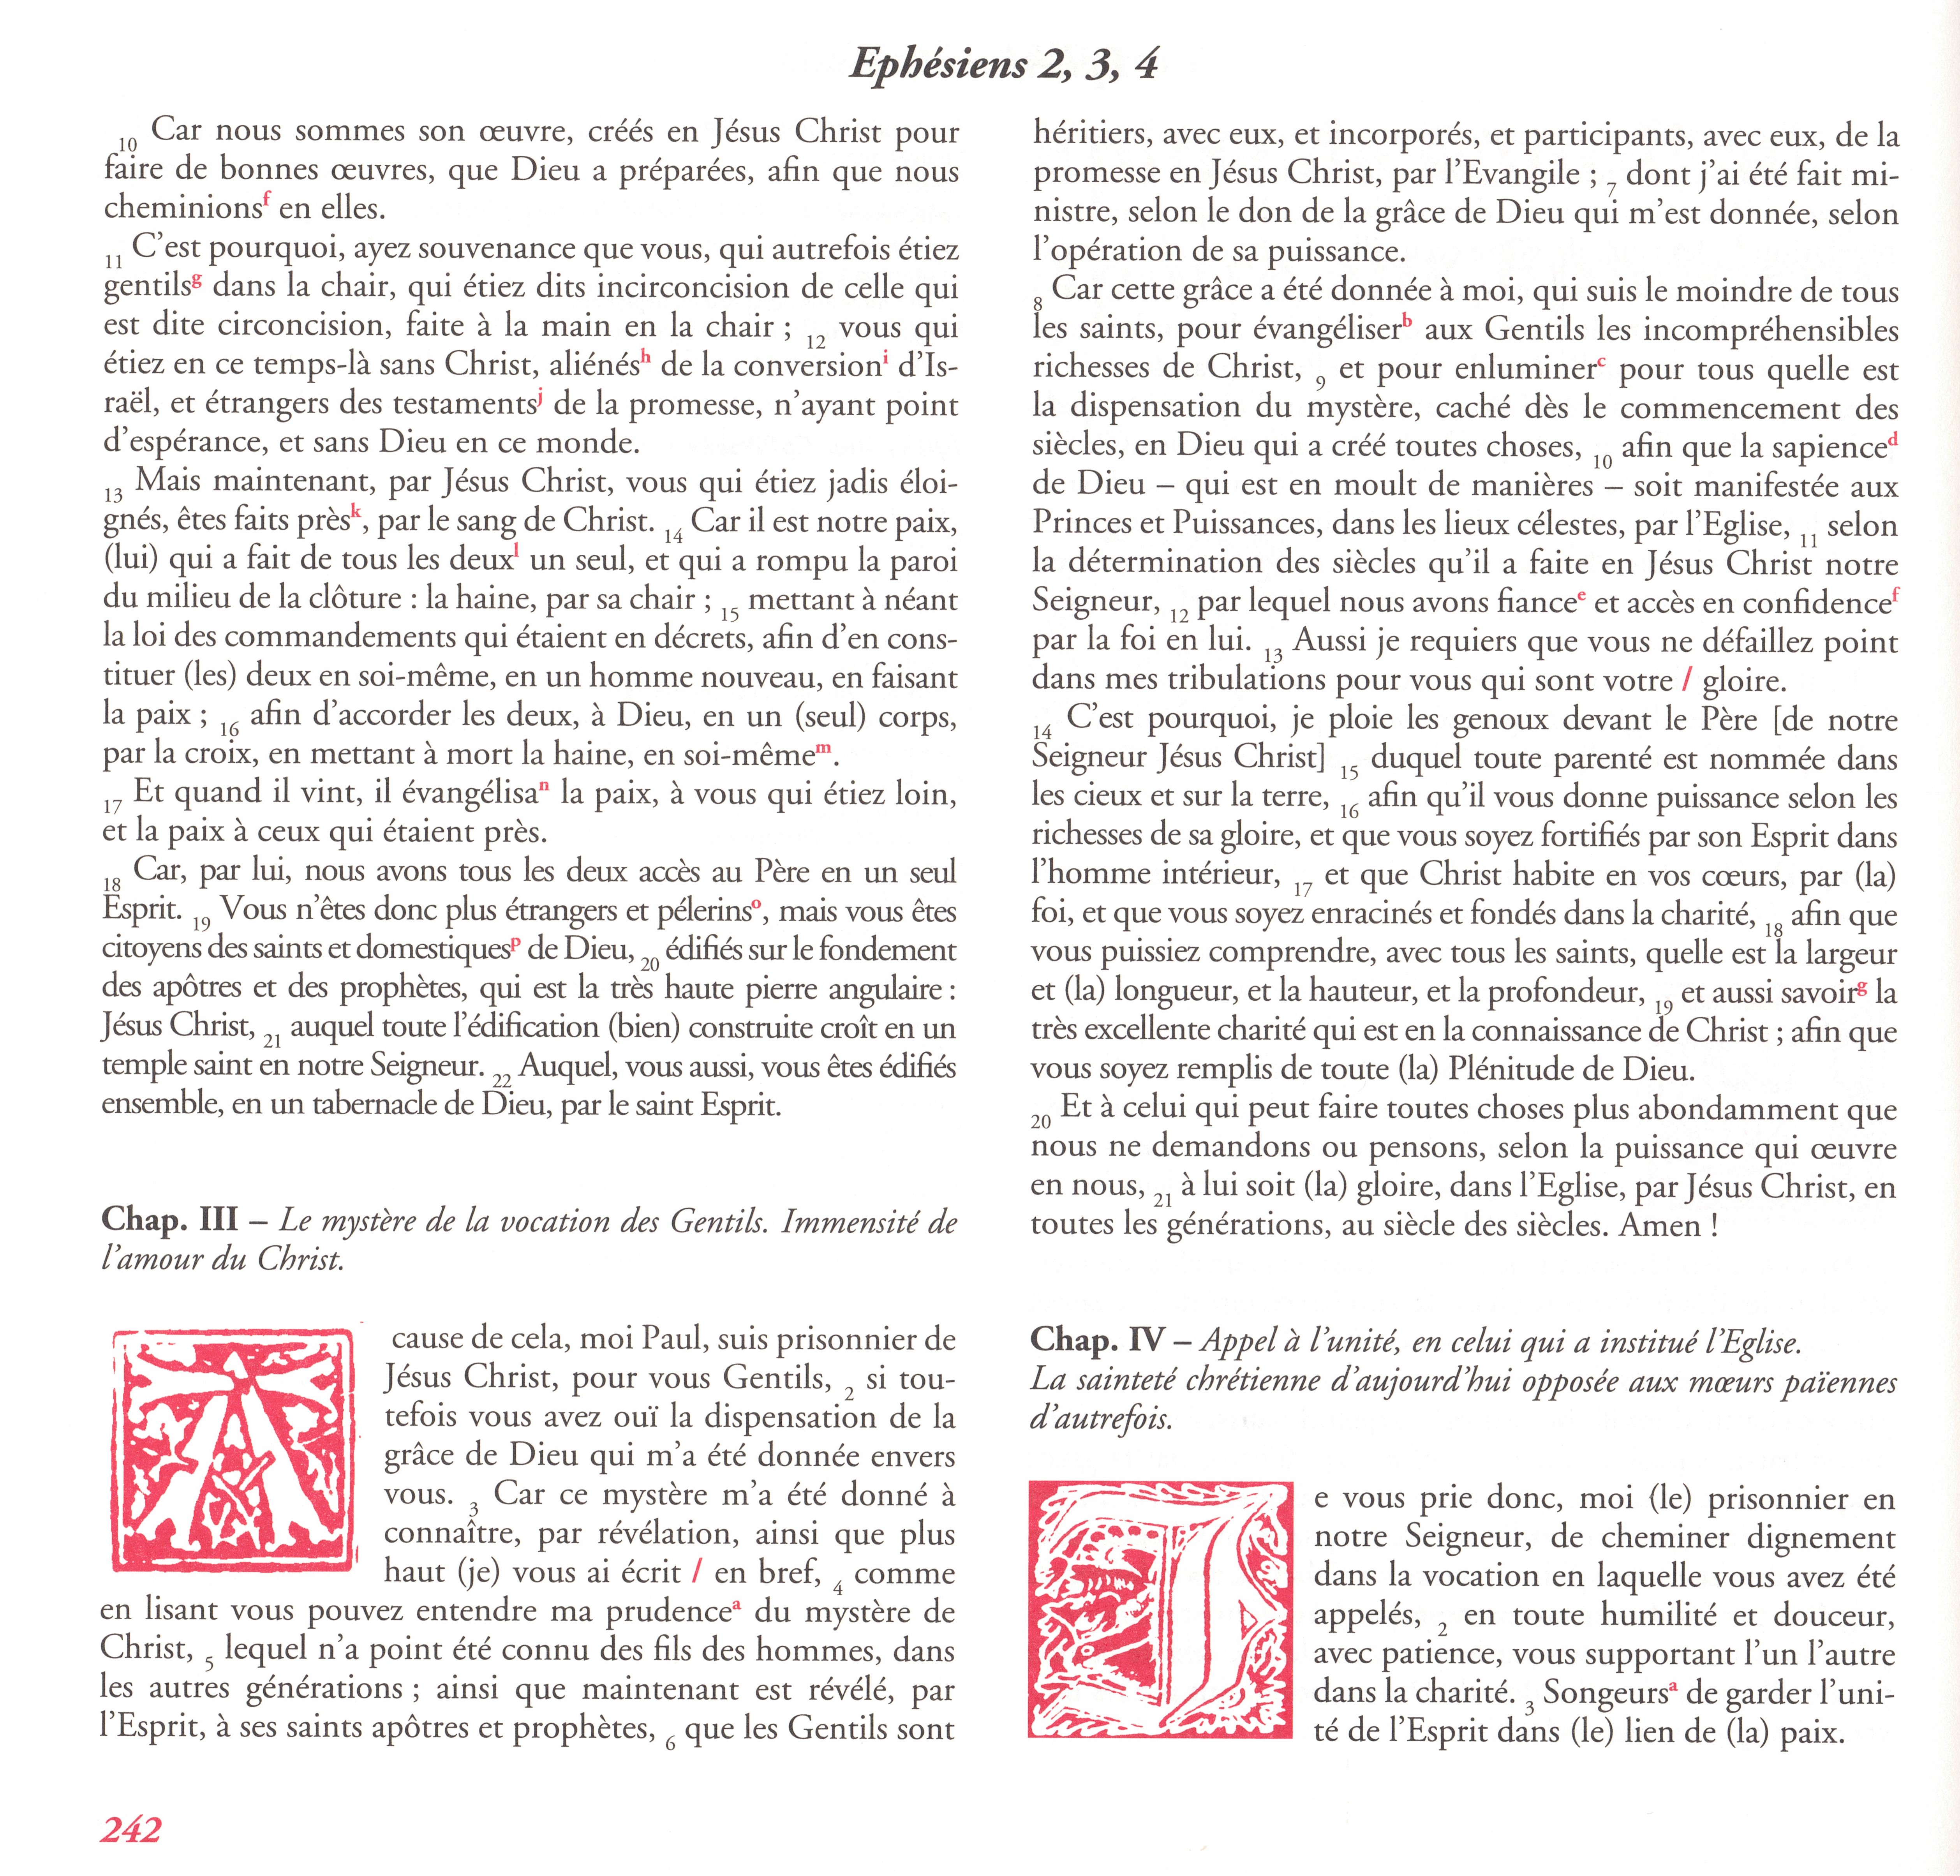 Ephésiens 2, 3, 4
10 Car nous sommes son œuvre, créés en Jésus Christ pour
faire de bonnes œuvres, que Dieu a préparées, afin que nous
cheminionsf en elles.
11 C’est pourquoi, ayez souvenance que vous, qui autrefois étiez
gentilsg dans la chair, qui étiez dits incirconcision de celle qui
est dite circoncision, faite à la main en la chair ; 12 vous qui
étiez en ce temps-là sans Christ, aliénésh de la conversioni d’Is-
raël, et étrangers des testamentsj de la promesse, n’ayant point
d’espérance, et sans Dieu en ce monde.
13 Mais maintenant, par Jésus Christ, vous qui étiez jadis éloi-
gnés, êtes faits prèsk, par le sang de Christ. 14 Car il est notre paix,
(lui) qui a fait de tous les deuxl un seul, et qui a rompu la paroi
du milieu de la clôture : la haine, par sa chair ; 15 mettant à néant
la loi des commandements qui étaient en décrets, afin d’en cons-
tituer (les) deux en soi-même, en un homme nouveau, en faisant
la paix ; 16 afin d’accorder les deux, à Dieu, en un (seul) corps,
par la croix, en mettant à mort la haine, en soi-mêmem.
17 Et quand il vint, il évangélisan la paix, à vous qui étiez loin,
et la paix à ceux qui étaient près.
18 Car, par lui, nous avons tous les deux accès au Père en un seul
Esprit. 19 Vous n’êtes donc plus étrangers et pélerinso, mais vous êtes
citoyens des saints et domestiquesp de Dieu, 20 édifiés sur le fondement
des apôtres et des prophètes, qui est la très haute pierre angulaire :
Jésus Christ, 21 auquel toute l’édification (bien) construite croît en un
temple saint en notre Seigneur. 22 Auquel, vous aussi, vous êtes édifiés
ensemble, en un tabernacle de Dieu, par le saint Esprit.
Chap. III – Le mystère de la vocation des Gentils. Immensité de
l’amour du Christ.
A cause de cela, moi Paul, suis prisonnier de
Jésus Christ, pour vous Gentils, 2 si tou-
tefois vous avez ouï la dispensation de la
grâce de Dieu qui m’a été donnée envers
vous. 3 Car ce mystère m’a été donné à
connaître, par révélation, ainsi que plus
haut (je) vous ai écrit / en bref, 4 comme
en lisant vous pouvez entendre ma prudencea du mystère de
Christ, 5 lequel n’a point été connu des fils des hommes, dans
les autres générations ; ainsi que maintenant est révélé, par
l’Esprit, à ses saints apôtres et prophètes, 6 que les Gentils sont
héritiers, avec eux, et incorporés, et participants, avec eux, de la
promesse en Jésus Christ, par l’Evangile ; 7 dont j’ai été fait mi-
nistre, selon le don de la grâce de Dieu qui m’est donnée, selon
l’opération de sa puissance.
8 Car cette grâce a été donnée à moi, qui suis le moindre de tous
les saints, pour évangéliserb aux Gentils les incompréhensibles
richesses de Christ, 9 et pour enluminerc pour tous quelle est
la dispensation du mystère, caché dès le commencement des
siècles, en Dieu qui a créé toutes choses, 10 afin que la sapienced
de Dieu – qui est en moult de manières – soit manifestée aux
Princes et Puissances, dans les lieux célestes, par l’Eglise, 11 selon
la détermination des siècles qu’il a faite en Jésus Christ notre
Seigneur, 12 par lequel nous avons fiancee et accès en confidencef
par la foi en lui. 13 Aussi je requiers que vous ne défaillez point
dans mes tribulations pour vous qui sont votre / gloire.
14 C’est pourquoi, je ploie les genoux devant le Père [de notre
Seigneur Jésus Christ] 15 duquel toute parenté est nommée dans
les cieux et sur la terre, 16 afin qu’il vous donne puissance selon les
richesses de sa gloire, et que vous soyez fortifiés par son Esprit dans
l’homme intérieur, 17 et que Christ habite en vos cœurs, par (la)
foi, et que vous soyez enracinés et fondés dans la charité, 18 afin que
vous puissiez comprendre, avec tous les saints, quelle est la largeur
et (la) longueur, et la hauteur, et la profondeur, 19 et aussi savoirg la
très excellente charité qui est en la connaissance de Christ ; afin que
vous soyez remplis de toute (la) Plénitude de Dieu.
20 Et à celui qui peut faire toutes choses plus abondamment que
nous ne demandons ou pensons, selon la puissance qui œuvre
en nous, 21 à lui soit (la) gloire, dans l’Eglise, par Jésus Christ, en
toutes les générations, au siècle des siècles. Amen !
Chap. IV – Appel à l’unité, en celui qui a institué l’Eglise.
La sainteté chrétienne d’aujourd’hui opposée aux mœurs païennes
d’autrefois.
Je vous prie donc, moi (le) prisonnier en
notre Seigneur, de cheminer dignement
dans la vocation en laquelle vous avez été
appelés, 2 en toute humilité et douceur,
avec patience, vous supportant l’un l’autre
dans la charité. 3 Songeursa de garder l’uni-
té de l’Esprit dans (le) lien de (la) paix.
242